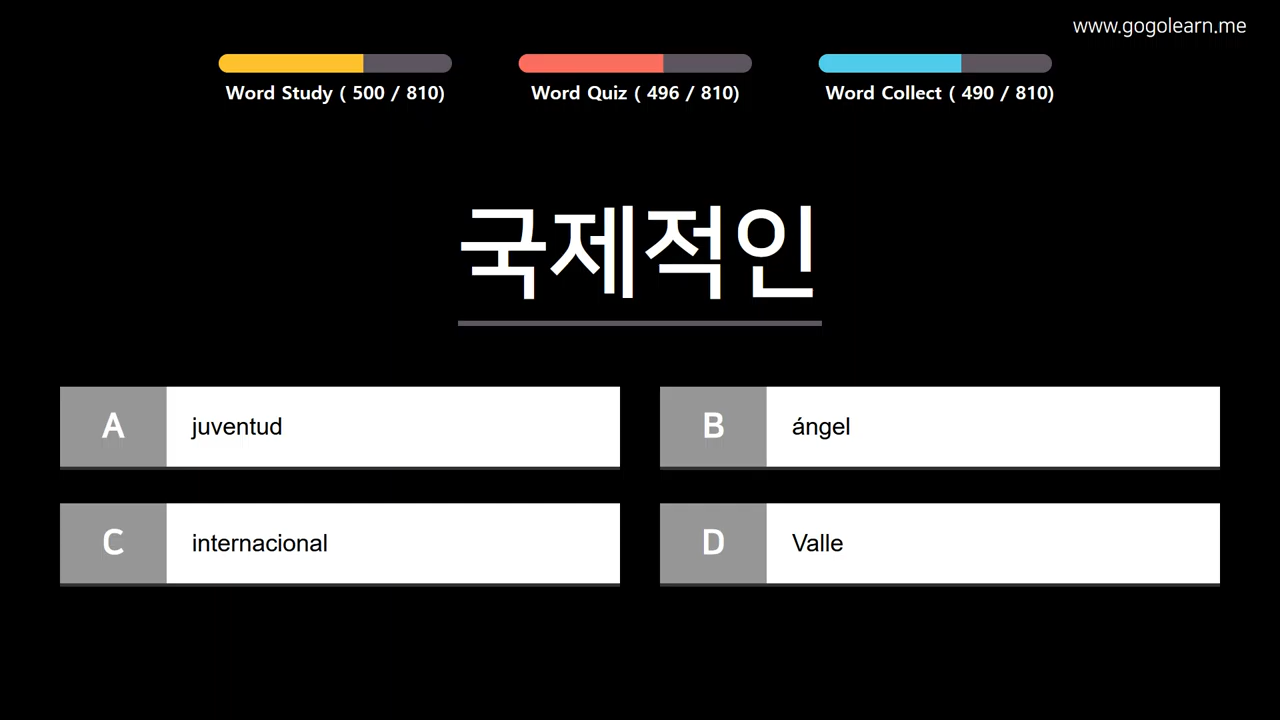 www.gogolearn.me
Word Study ( 500 / 810)
Word Quiz ( 496 / 810)
Word Collect ( 490 / 810)
국제적인
A juventud
B ángel
C internacional
D Valle